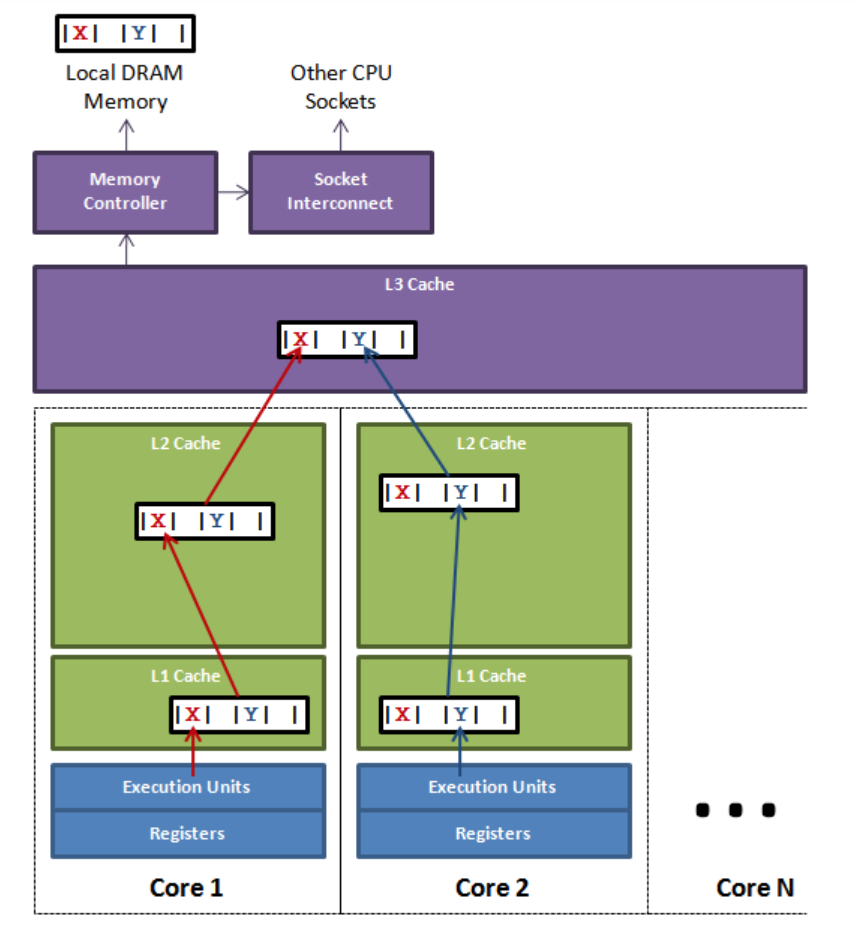 |X| |Y| |
Local DRAM
Memory
Other CPU
Sockets
Memory
Controller
Socket
Interconnect
L3 Cache
|X| |Y| |
L2 Cache
|X| |Y| |
L1 Cache
|X| |Y| |
Execution Units
Registers
Core 1
L2 Cache
|X| |Y| |
L1 Cache
|X| |Y| |
Execution Units
Registers
Core 2
...
Core N